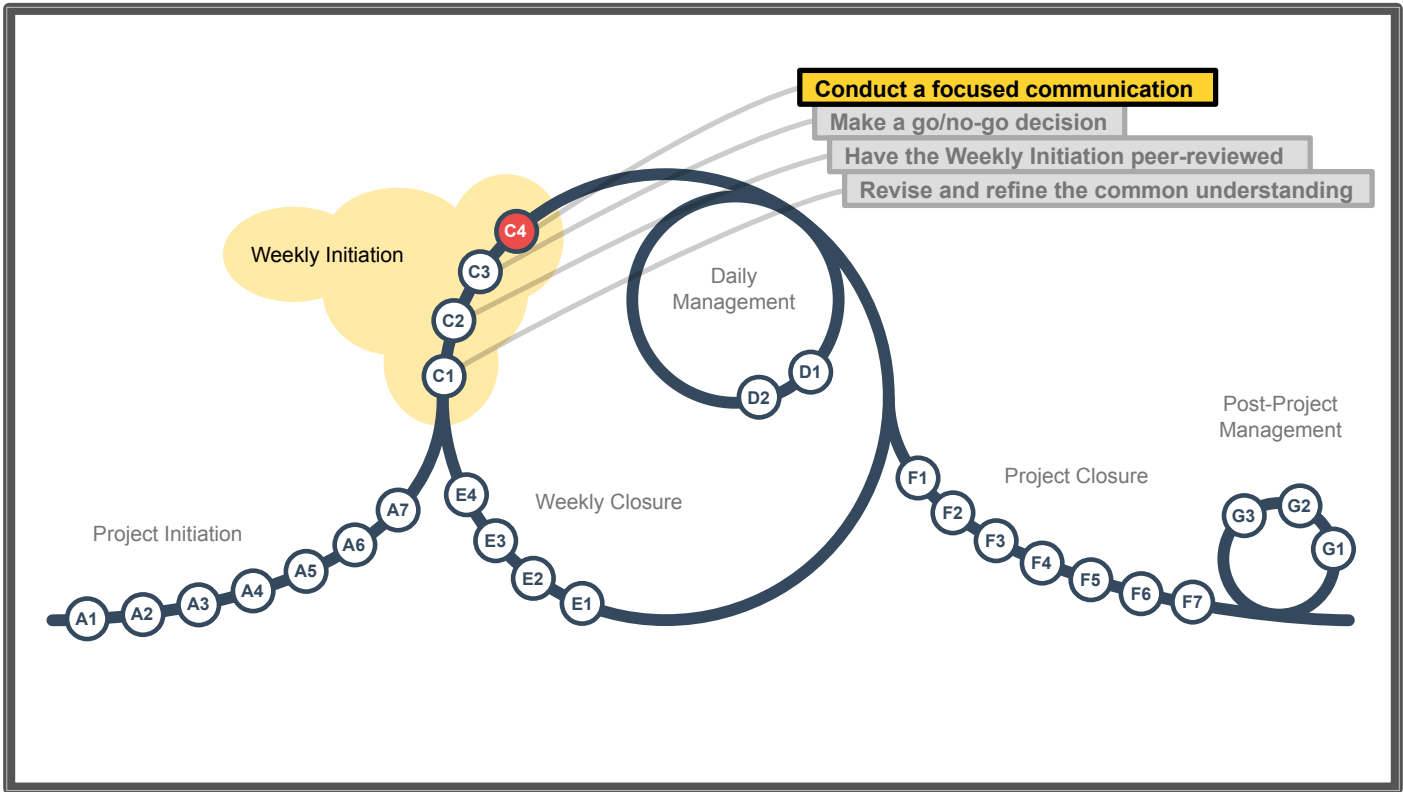 Conduct a focused communication
Make a go/no-go decision
Have the Weekly Initiation peer-reviewed
Revise and refine the common understanding
Weekly Initiation
C4
C3
C2
C1
Daily
Management
D1
D2
Post-Project
Management
Project Initiation
A1
A2
A3
A4
A5
A6
A7
Weekly Closure
E4
E3
E2
E1
Project Closure
F1
F2
F3
F4
F5
F6
F7
G3
G2
G1